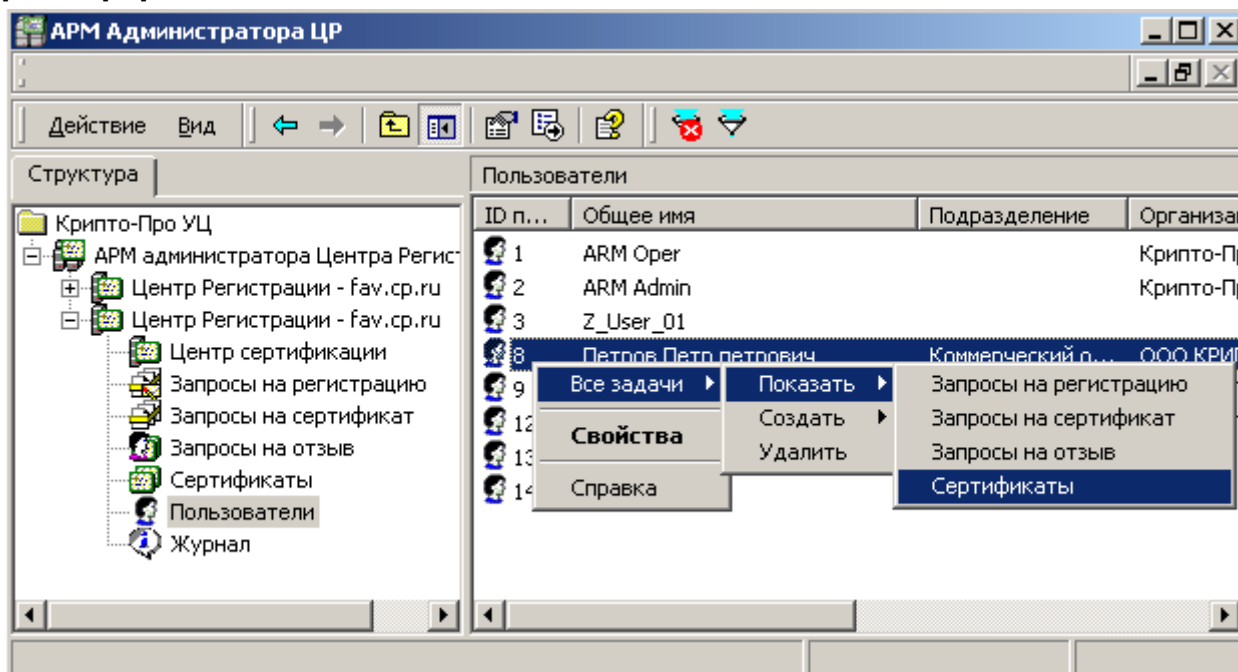 АРМ Администратора ЦР
Действие Вид
Структура
Пользователи
Крипто-Про УЦ
АРМ администратора Центра Регист
Центр Регистрации - fav.cp.ru
Центр Регистрации - fav.cp.ru
Центр сертификации
Запросы на регистрацию
Запросы на сертификат
Запросы на отзыв
Сертификаты
Пользователи
Журнал
ID п... Общее имя Подразделение Организа
1 ARM Oper Крипто-П
2 ARM Admin Крипто-П
3 Z_User_01
8 Петров Петр петрович Коммерческий о... ООО КРИ
9
12
13
14
Все задачи
Свойства
Справка
Показать
Создать
Удалить
Запросы на регистрацию
Запросы на сертификат
Запросы на отзыв
Сертификаты